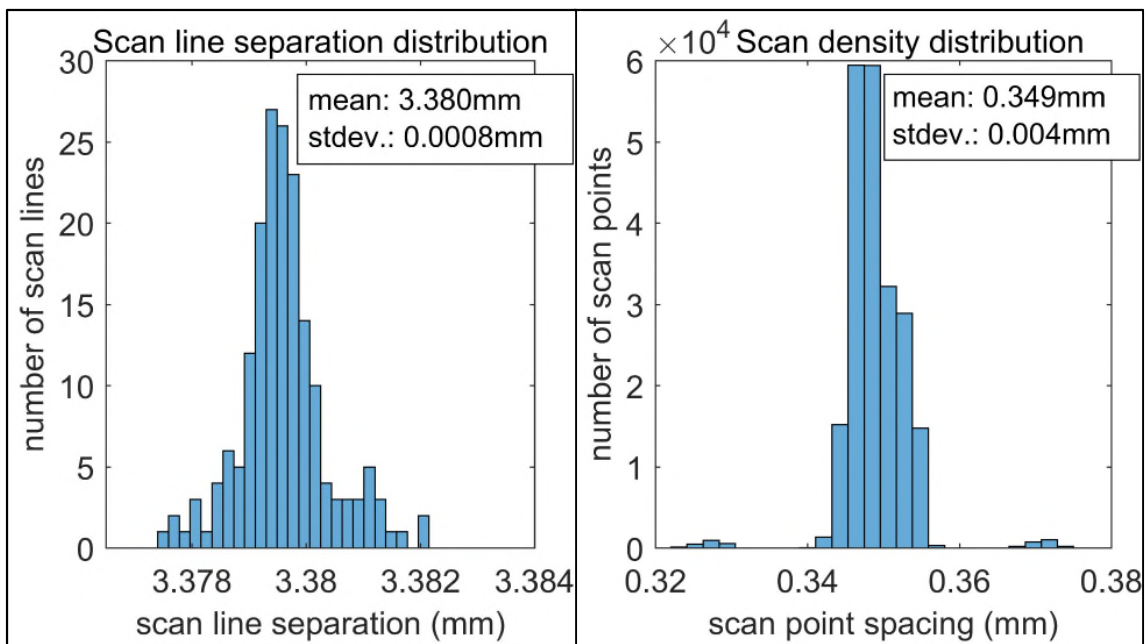 Scan line separation distribution
30
25
20
15
10
5
0
number of scan lines
mean: 3.380mm
stdev.: 0.0008mm
3.378
3.38
3.382
3.384
scan line separation (mm)
×10⁴ Scan density distribution
6
5
4
3
2
1
0
number of scan points
mean: 0.349mm
stdev.: 0.004mm
0.32
0.34
0.36
0.38
scan point spacing (mm)